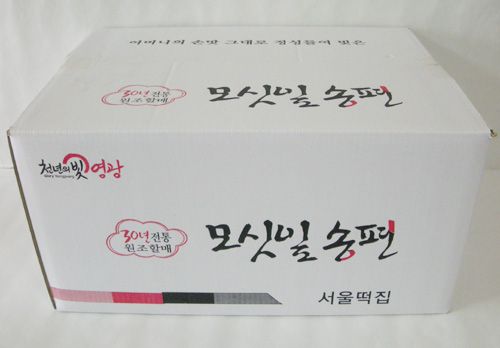 어머니의 손맛 그대로 정성들여 빚은
30년전통
원조할매
모싯잎 송편
천년의 빛 영광
Glory Yeonggwang
30년전통
원조할매
모싯잎 송편
서울떡집